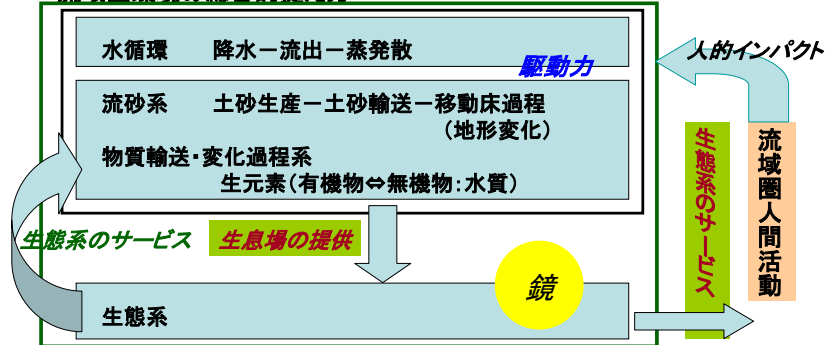 水循環　　降水－流出－蒸発散
駆動力
人的インパクト
流砂系　　土砂生産－土砂輸送－移動床過程
（地形変化）
物質輸送・変化過程系
生元素（有機物⇔無機物：水質）
生態系のサービス
生息場の提供
生態系のサービス
流域圏人間活動
鏡
生態系